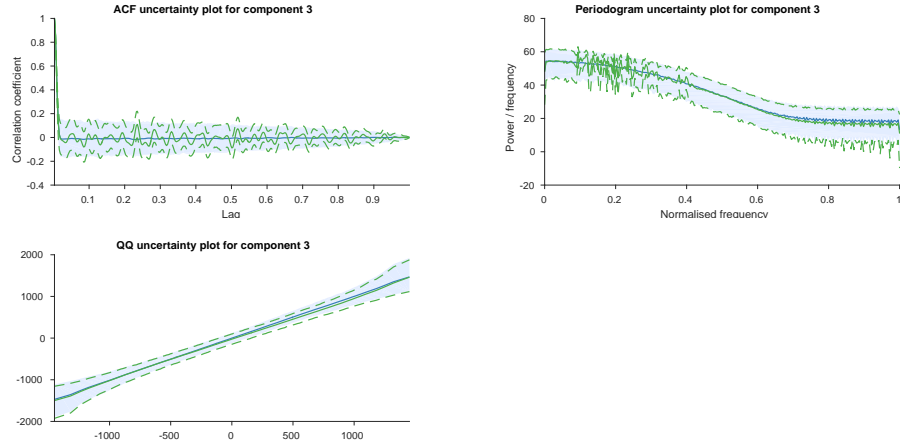 ACF uncertainty plot for component 3
Correlation coefficient
1
0.8
0.6
0.4
0.2
0
-0.2
-0.4
0.1 0.2 0.3 0.4 0.5 0.6 0.7 0.8 0.9
Lag
Periodogram uncertainty plot for component 3
Power / frequency
80
60
40
20
0
-20
0 0.2 0.4 0.6 0.8 1
Normalised frequency
QQ uncertainty plot for component 3
2000
1000
0
-1000
-2000
-1000 -500 0 500 1000